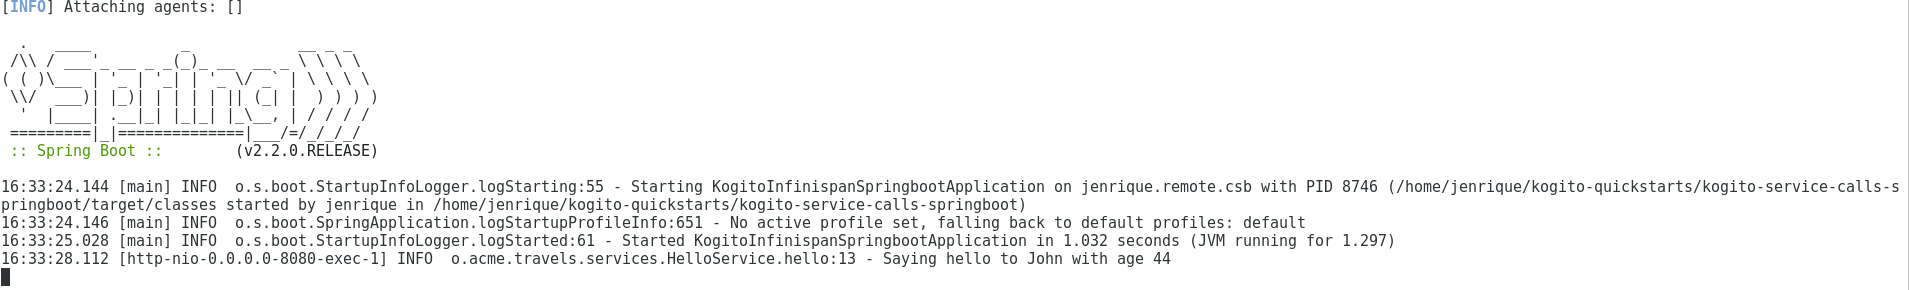 [INFO] Attaching agents: []
  .   ____          _            __ _ _
 /\\ / ___'_ __ _ _(_)_ __  __ _ \ \ \ \
( ( )\___ | '_ | '_| | '_ \/ _` | \ \ \ \
 \\/  ___)| |_)| | | | | || (_| |  ) ) ) )
  '  |____| .__|_| |_|_| |_\__, | / / / /
 =========|_|==============|___/=/_/_/_/
 :: Spring Boot ::        (v2.2.0.RELEASE)
16:33:24.144 [main] INFO  o.s.boot.StartupInfoLogger.logStarting:55 - Starting KogitoInfinispanSpringbootApplication on jenrique.remote.csb with PID 8746 (/home/jenrique/kogito-quickstarts/kogito-service-calls-s
pringboot/target/classes started by jenrique in /home/jenrique/kogito-quickstarts/kogito-service-calls-springboot)
16:33:24.146 [main] INFO  o.s.boot.SpringApplication.logStartupProfileInfo:651 - No active profile set, falling back to default profiles: default
16:33:25.028 [main] INFO  o.s.boot.StartupInfoLogger.logStarted:61 - Started KogitoInfinispanSpringbootApplication in 1.032 seconds (JVM running for 1.297)
16:33:28.112 [http-nio-0.0.0.0-8080-exec-1] INFO  o.acme.travels.services.HelloService.hello:13 - Saying hello to John with age 44